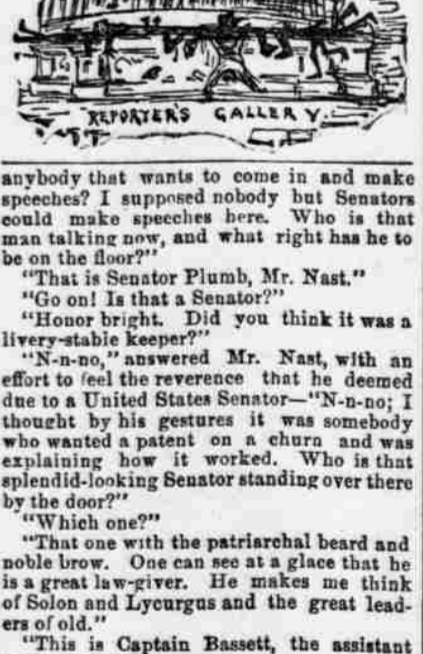 REPORTER'S GALLERY.
anybody that wants to come in and make
speeches? I supposed nobody but Senators
could make speeches here. Who is that
man talking now, and what right has he to
be on the floor?"
"That is Senator Plumb, Mr. Nast."
"Go on! Is that a Senator?"
"Honor bright. Did you think it was a
livery-stable keeper?"
"N-n-no," answered Mr. Nast, with an
effort to feel the reverence that he deemed
due to a United States Senator—"N-n-no; I
thought by his gestures it was somebody
who wanted a patent on a churn and was
explaining how it worked. Who is that
splendid-looking Senator standing over there
by the door?"
"Which one?"
"That one with the patriarchal beard and
noble brow. One can see at a glace that he
is a great law-giver. He makes me think
of Solon and Lycurgus and the great lead-
ers of old."
"This is Captain Bassett, the assistant